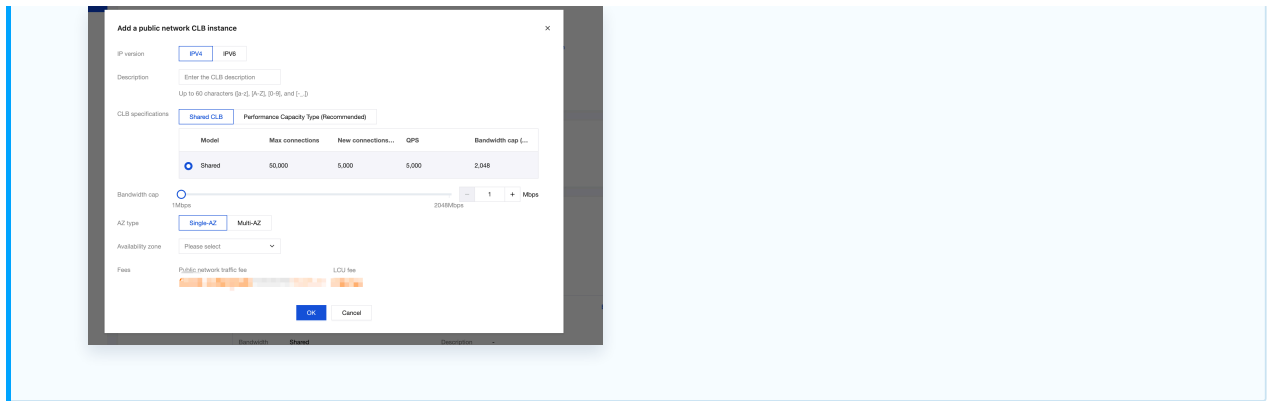 Add a public network CLB instance
IP version IPV4 IPV6
Description Enter the CLB description
Up to 60 characters ([a-z], [A-Z], [0-9], and [-_.])
CLB specifications Shared CLB Performance Capacity Type (Recommended)
Model Max connections New connections... QPS Bandwidth cap (...
Shared 50,000 5,000 5,000 2,048
Bandwidth cap - 1 + Mbps
1Mbps 2048Mbps
AZ type Single-AZ Multi-AZ
Availability zone Please select
Fees Public network traffic fee LCU fee
OK Cancel
Bandwidth Shared Description -